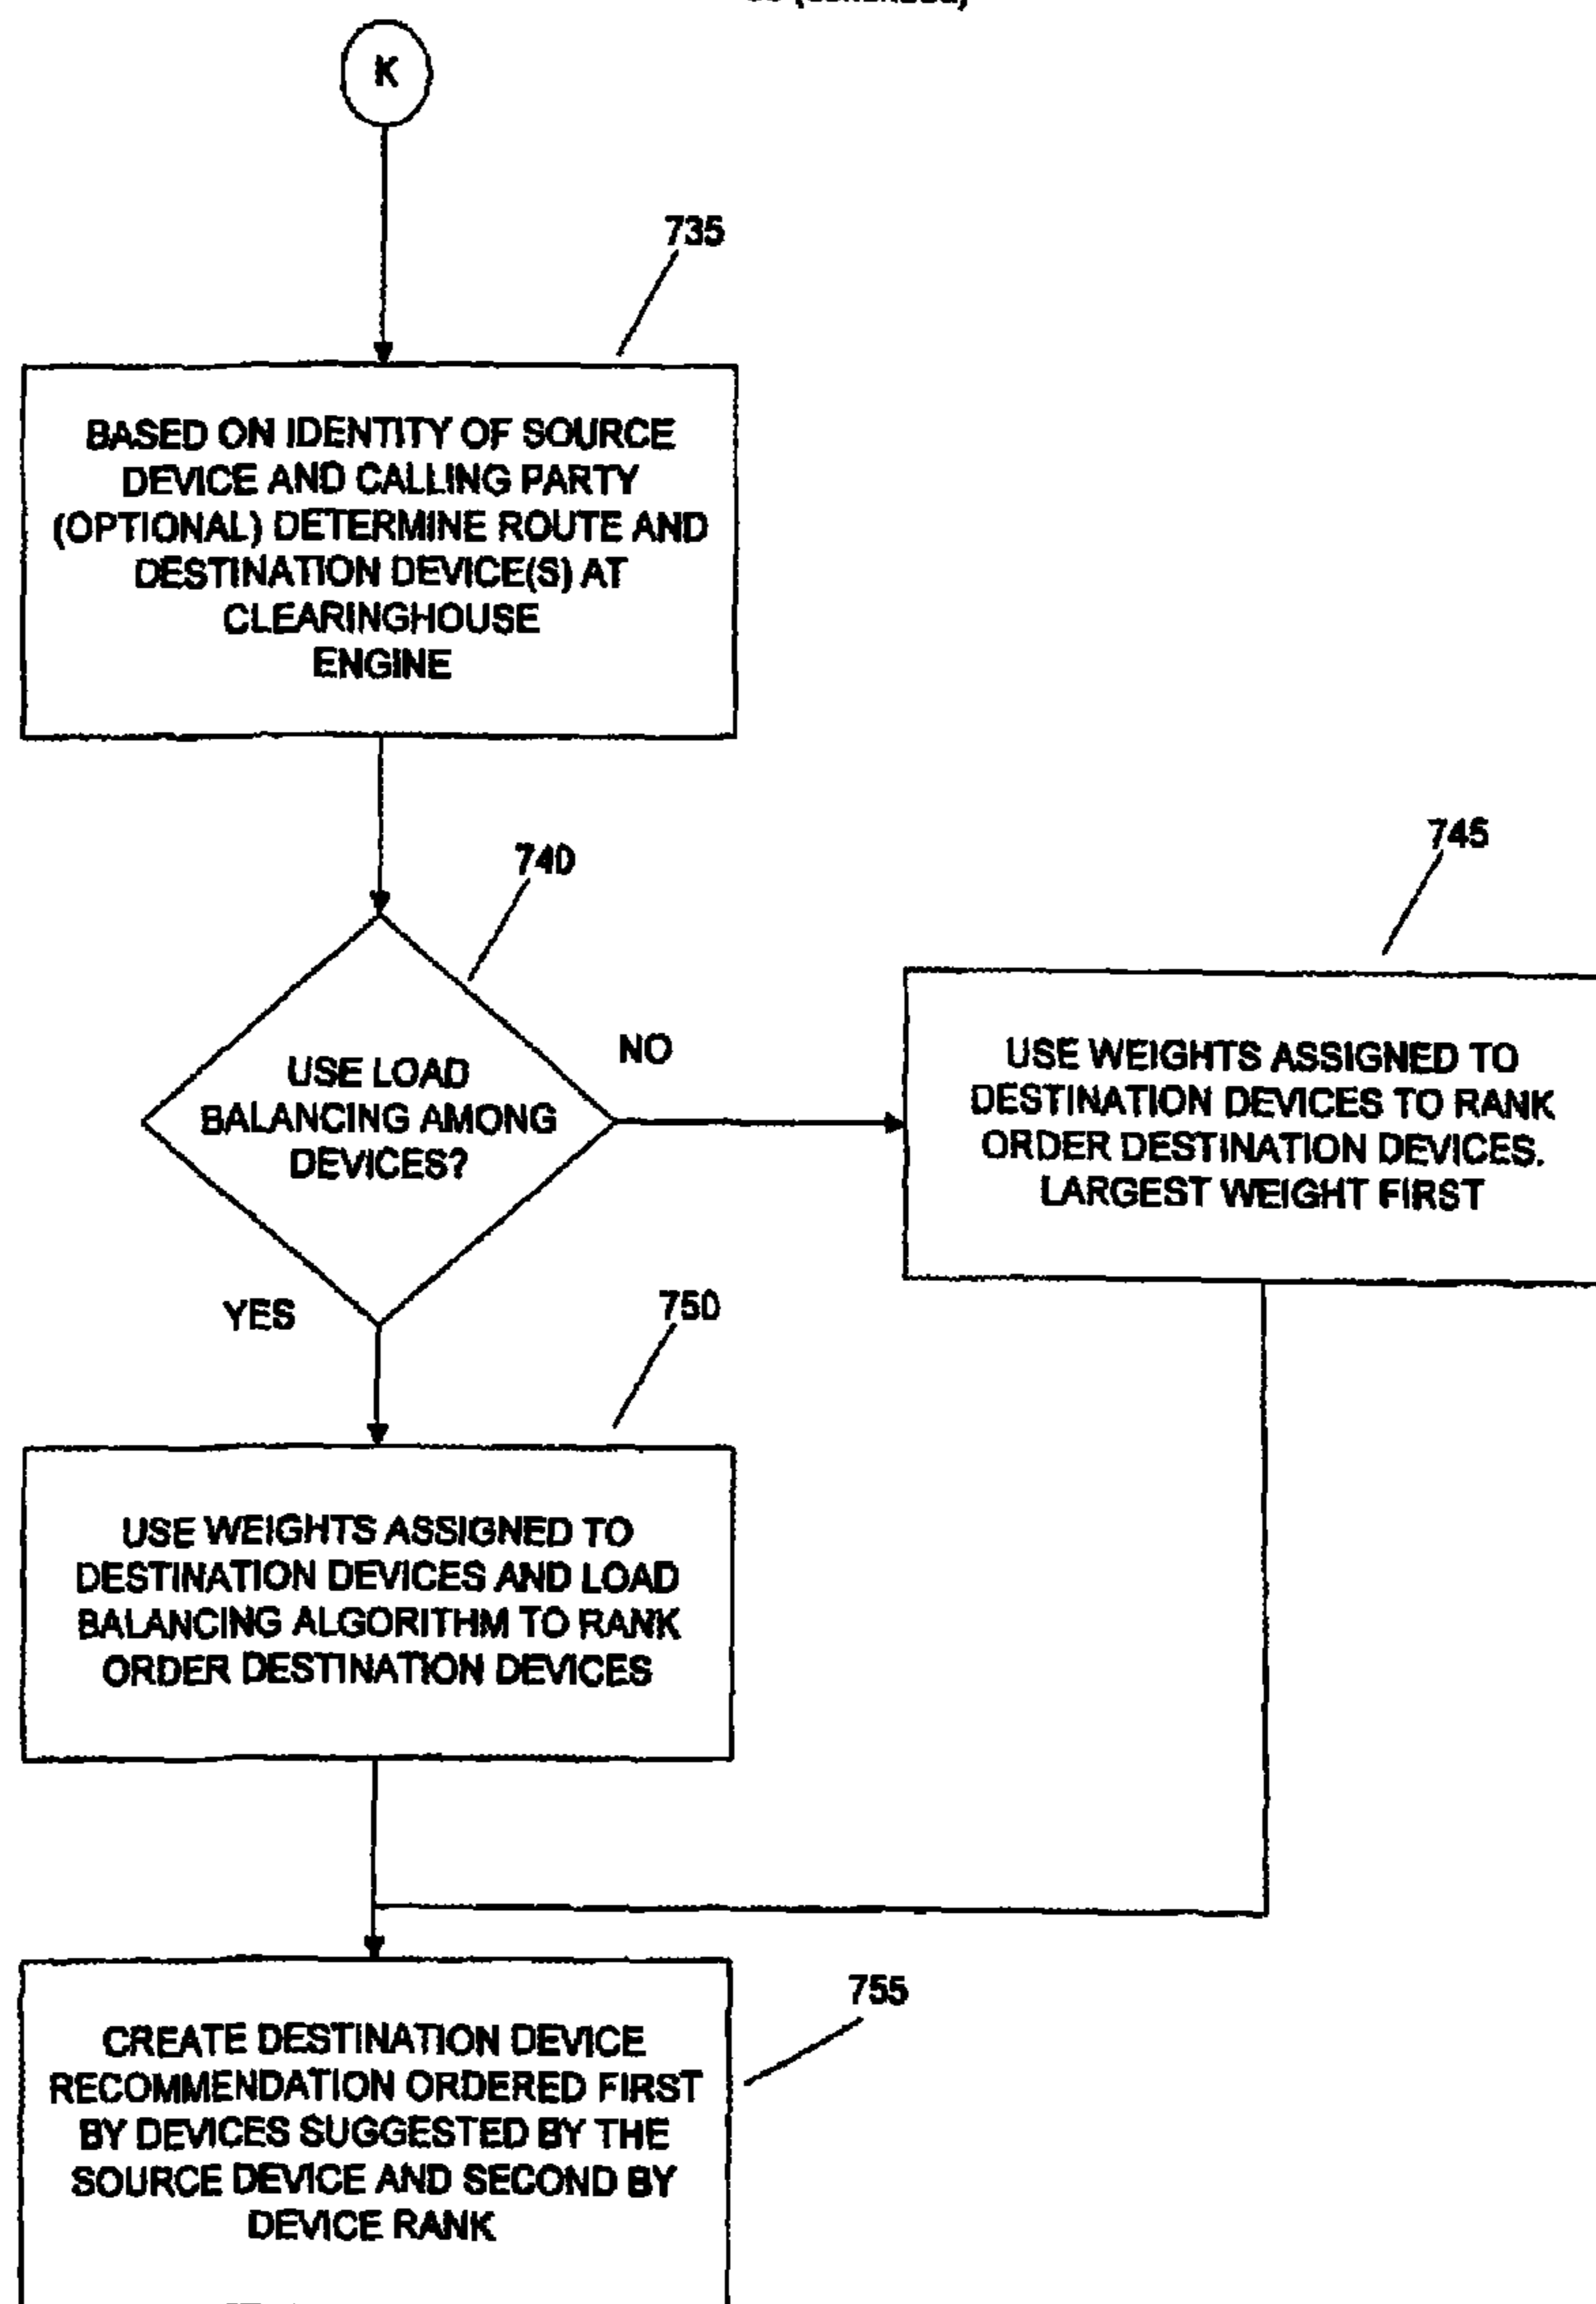 K
735
BASED ON IDENTITY OF SOURCE
DEVICE AND CALLING PARTY
(OPTIONAL) DETERMINE ROUTE AND
DESTINATION DEVICE(S) AT
CLEARINGHOUSE
ENGINE
740
745
USE LOAD
BALANCING AMONG
DEVICES?
NO
USE WEIGHTS ASSIGNED TO
DESTINATION DEVICES TO RANK
ORDER DESTINATION DEVICES.
LARGEST WEIGHT FIRST
YES
750
USE WEIGHTS ASSIGNED TO
DESTINATION DEVICES AND LOAD
BALANCING ALGORITHM TO RANK
ORDER DESTINATION DEVICES
755
CREATE DESTINATION DEVICE
RECOMMENDATION ORDERED FIRST
BY DEVICES SUGGESTED BY THE
SOURCE DEVICE AND SECOND BY
DEVICE RANK